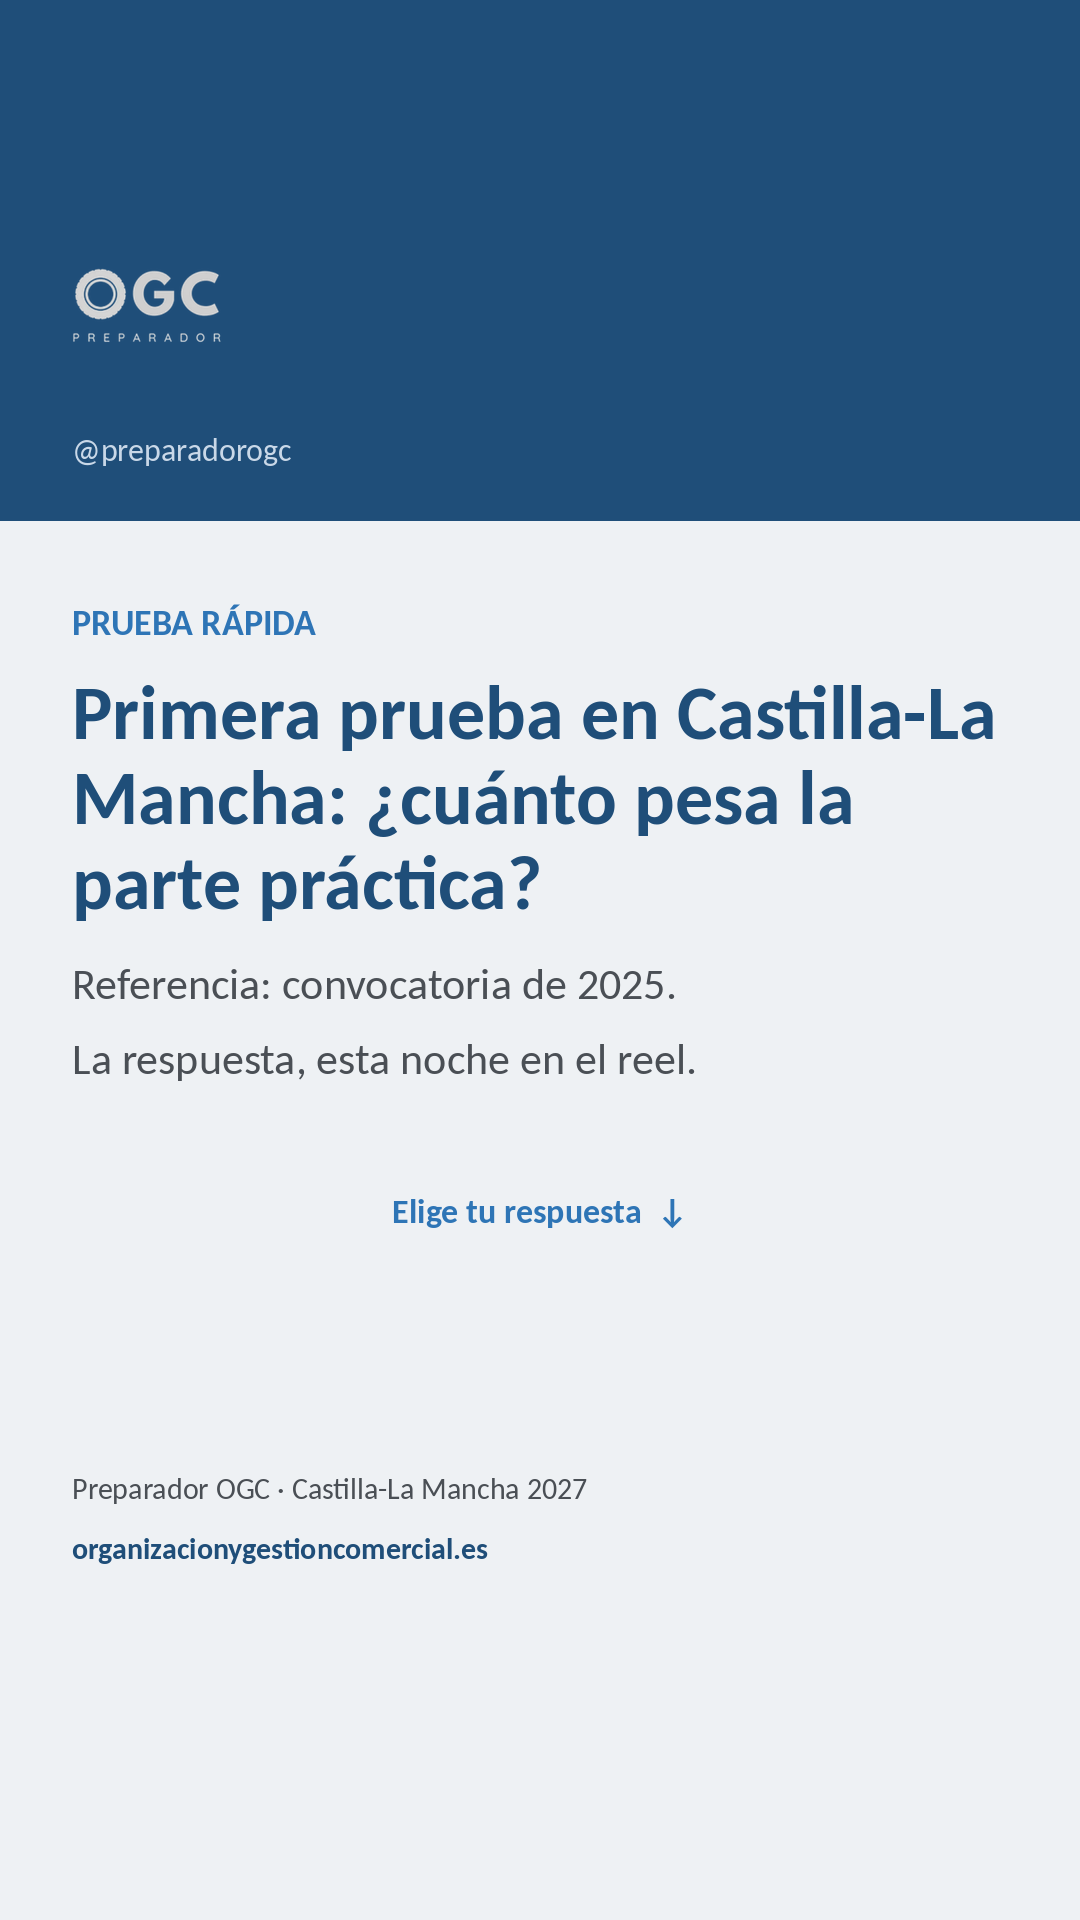 OGC
PREPARADOR
@preparadorogc
PRUEBA RÁPIDA
Primera prueba en Castilla-La
Mancha: ¿cuánto pesa la
parte práctica?
Referencia: convocatoria de 2025.
La respuesta, esta noche en el reel.
Elige tu respuesta ↓
Preparador OGC · Castilla-La Mancha 2027
organizacionygestioncomercial.es